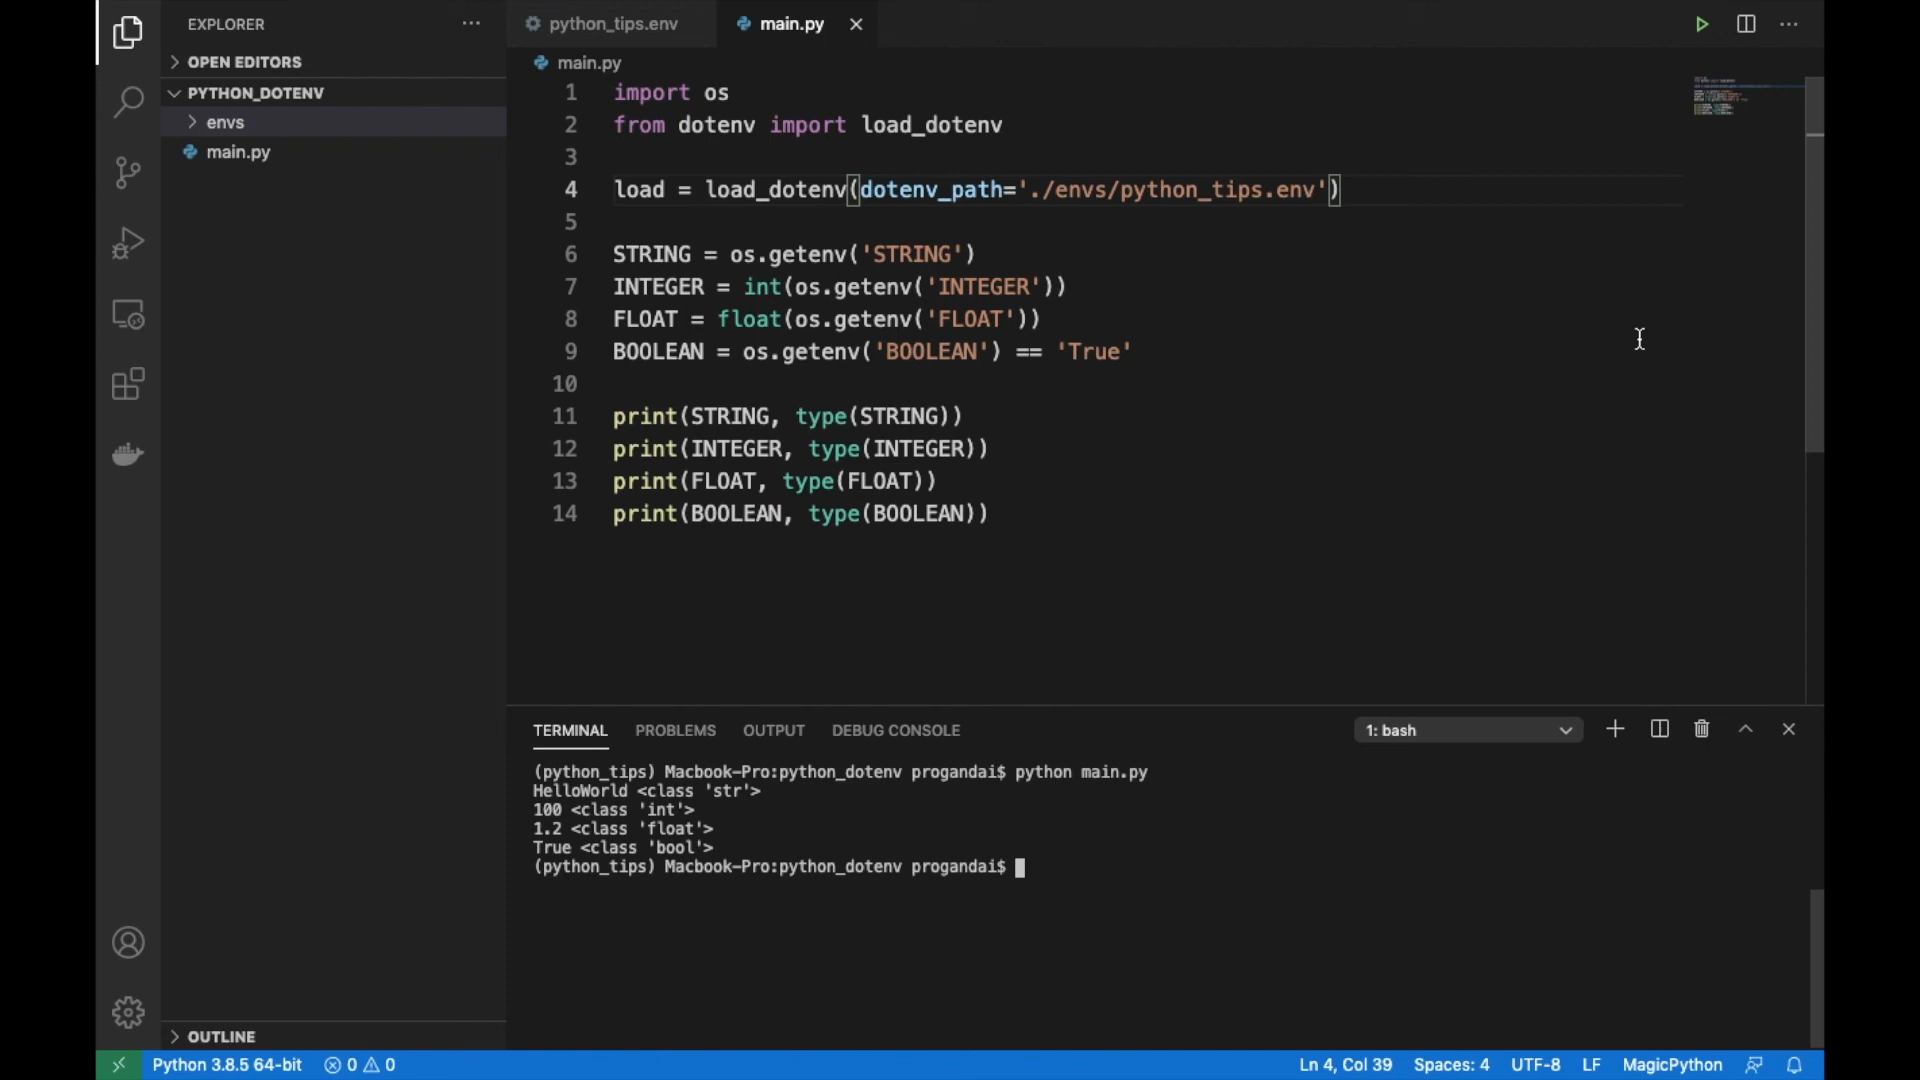 EXPLORER
OPEN EDITORS
PYTHON_DOTENV
envs
main.py
OUTLINE
python_tips.env
main.py
main.py
1 import os
2 from dotenv import load_dotenv
3
4 load = load_dotenv(dotenv_path='./envs/python_tips.env')
5
6 STRING = os.getenv('STRING')
7 INTEGER = int(os.getenv('INTEGER'))
8 FLOAT = float(os.getenv('FLOAT'))
9 BOOLEAN = os.getenv('BOOLEAN') == 'True'
10
11 print(STRING, type(STRING))
12 print(INTEGER, type(INTEGER))
13 print(FLOAT, type(FLOAT))
14 print(BOOLEAN, type(BOOLEAN))
TERMINAL PROBLEMS OUTPUT DEBUG CONSOLE 1: bash
(python_tips) Macbook-Pro:python_dotenv progandai$ python main.py
HelloWorld <class 'str'>
100 <class 'int'>
1.2 <class 'float'>
True <class 'bool'>
(python_tips) Macbook-Pro:python_dotenv progandai$
Python 3.8.5 64-bit 0 0 Ln 4, Col 39 Spaces: 4 UTF-8 LF MagicPython